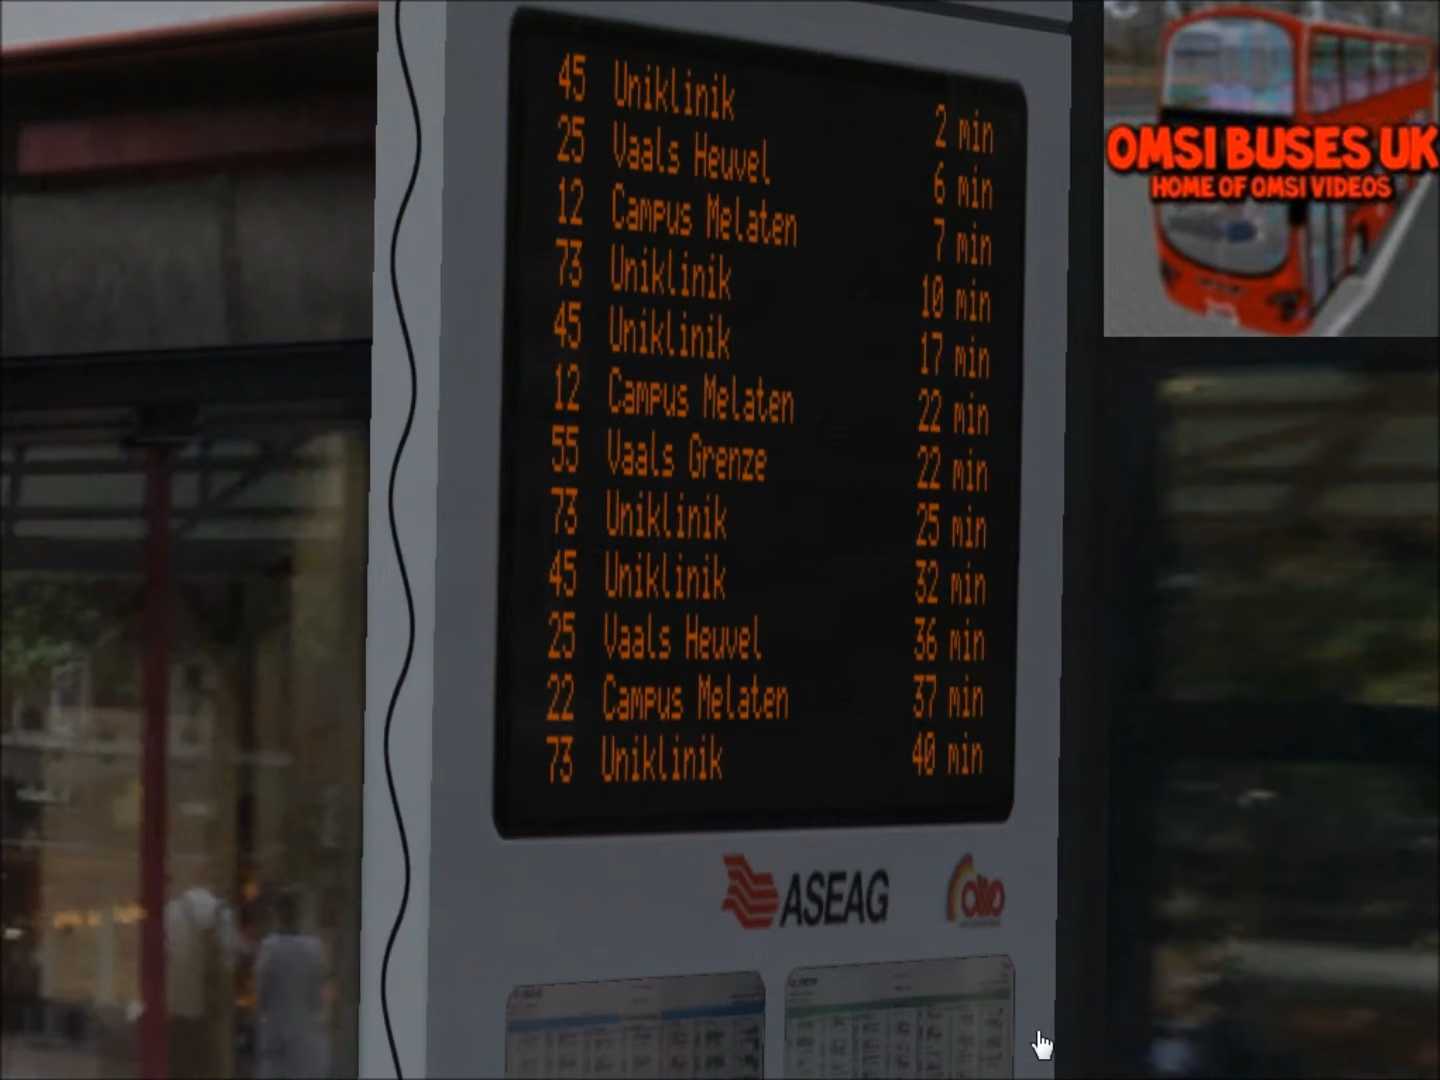 45 Uniklinik 2 min
25 Vaals Heuvel 6 min
12 Campus Melaten 7 min
73 Uniklinik 10 min
45 Uniklinik 17 min
12 Campus Melaten 22 min
55 Vaals Grenze 22 min
73 Uniklinik 25 min
45 Uniklinik 32 min
25 Vaals Heuvel 36 min
22 Campus Melaten 37 min
73 Uniklinik 40 min
ASEAG
OMSI BUSES UK
HOME OF OMSI VIDEOS